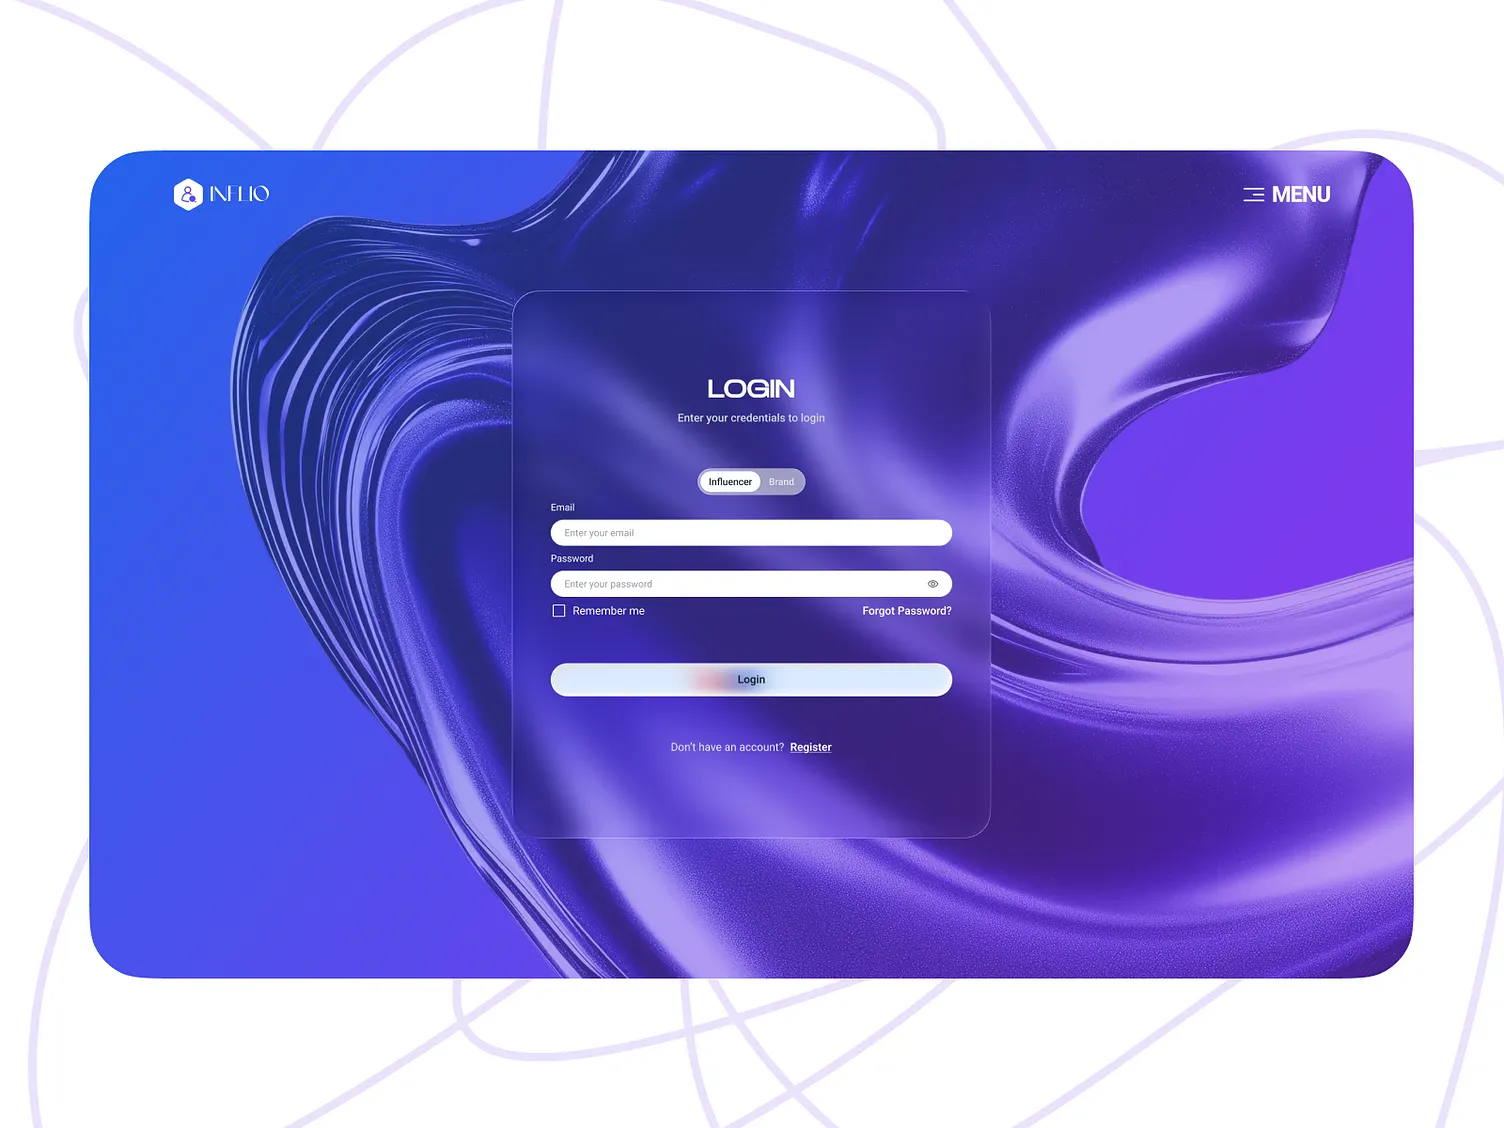 INFLIO
MENU
LOGIN
Enter your credentials to login
Influencer Brand
Email
Enter your email
Password
Enter your password
Remember me Forgot Password?
Login
Don't have an account? Register